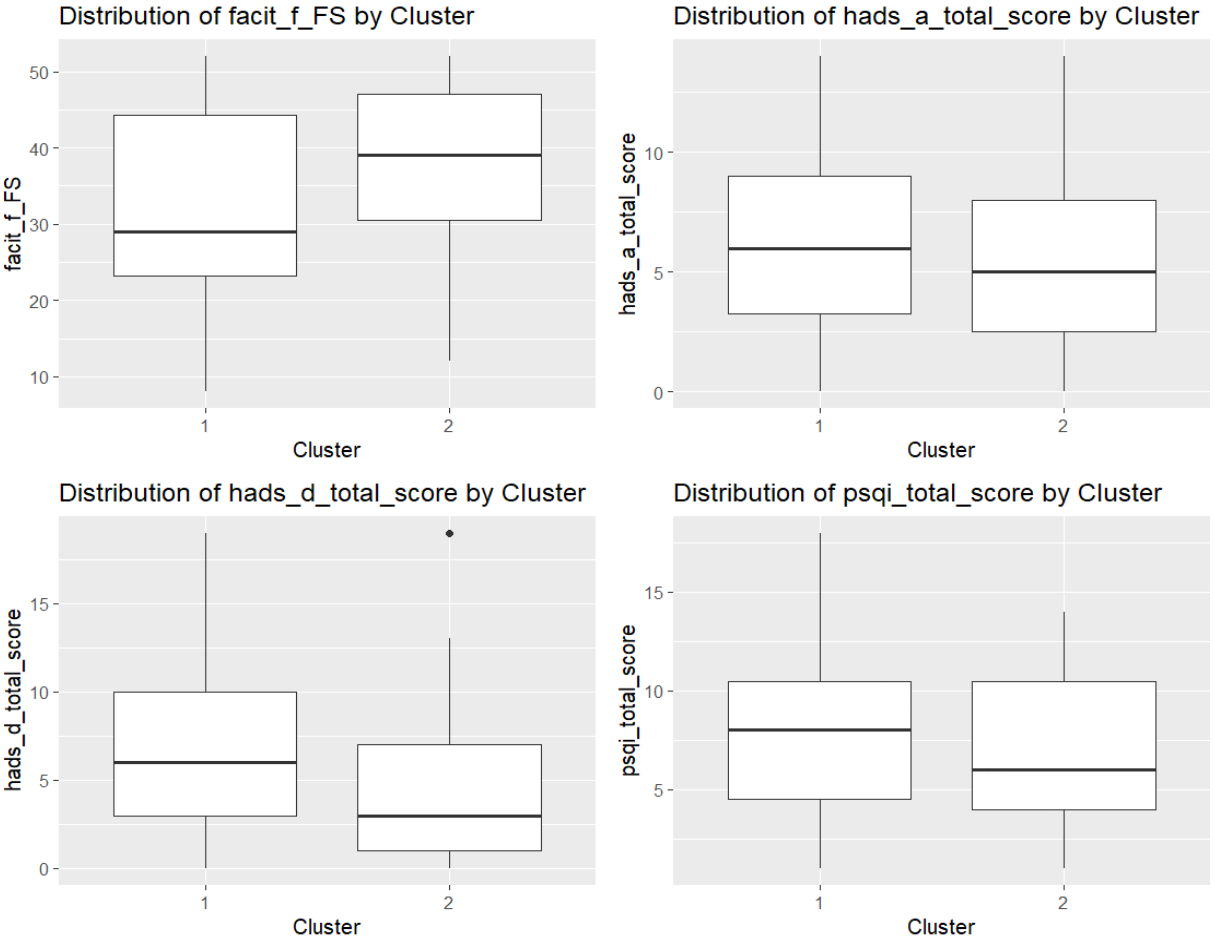 Distribution of facit_f_FS by Cluster
facit_f_FS
50
40
30
20
10
1 2
Cluster
Distribution of hads_a_total_score by Cluster
hads_a_total_score
10
5
0
1 2
Cluster
Distribution of hads_d_total_score by Cluster
hads_d_total_score
15
10
5
0
1 2
Cluster
Distribution of psqi_total_score by Cluster
psqi_total_score
15
10
5
1 2
Cluster